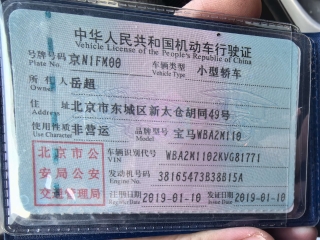 中华人民共和国机动车行驶证
Vehicle License of the People's Republic of China
号牌号码 京N1FM00 车辆类型 小型轿车
Plate No. Vehicle Type
所有人 岳超
Owner
住址 北京市东城区新太仓胡同49号
Address
使用性质 非营运 品牌型号 宝马WBA2M110
Use Character Model
北京市公 车辆识别代号 WBA2M1102KVG81771
VIN
安局公安 发动机号码 38165473B38B15A
Engine No.
交通管理局 注册日期 2019-01-10 发证日期 2019-01-10
Register Date Issue Date